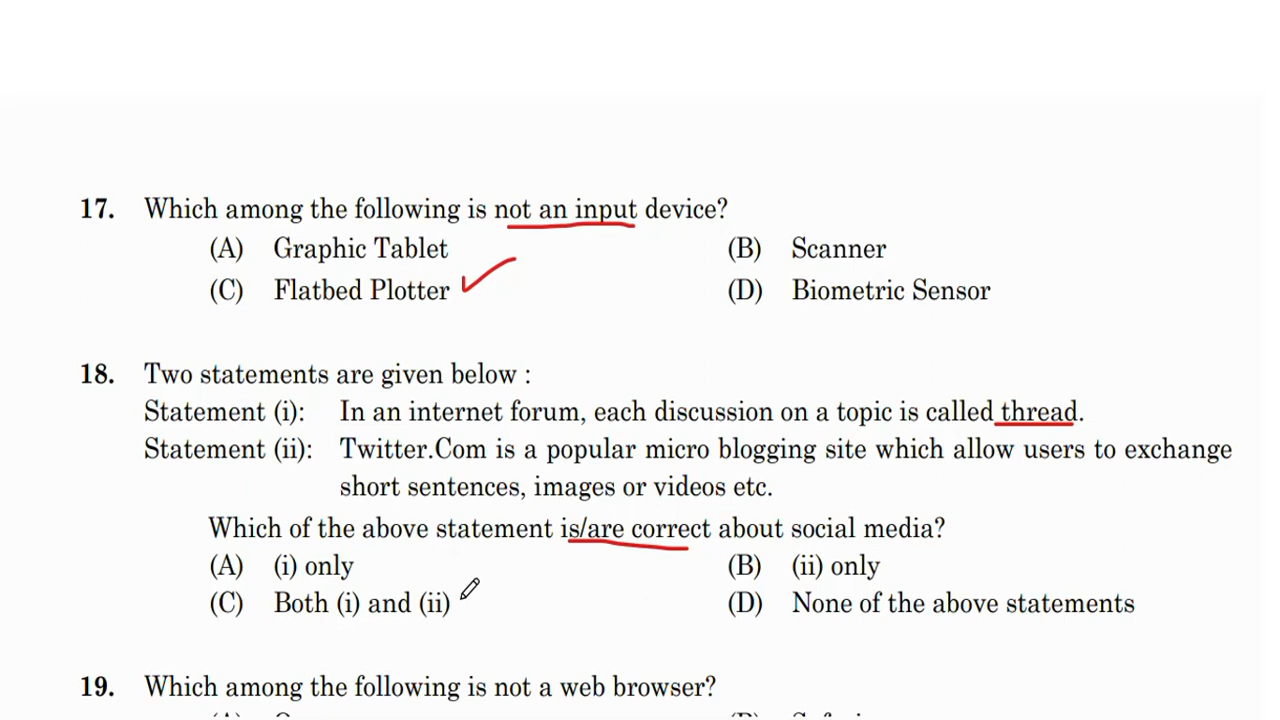 17. Which among the following is not an input device?
(A) Graphic Tablet (B) Scanner
(C) Flatbed Plotter (D) Biometric Sensor
18. Two statements are given below :
Statement (i): In an internet forum, each discussion on a topic is called thread.
Statement (ii): Twitter.Com is a popular micro blogging site which allow users to exchange
short sentences, images or videos etc.
Which of the above statement is/are correct about social media?
(A) (i) only (B) (ii) only
(C) Both (i) and (ii) (D) None of the above statements
19. Which among the following is not a web browser?